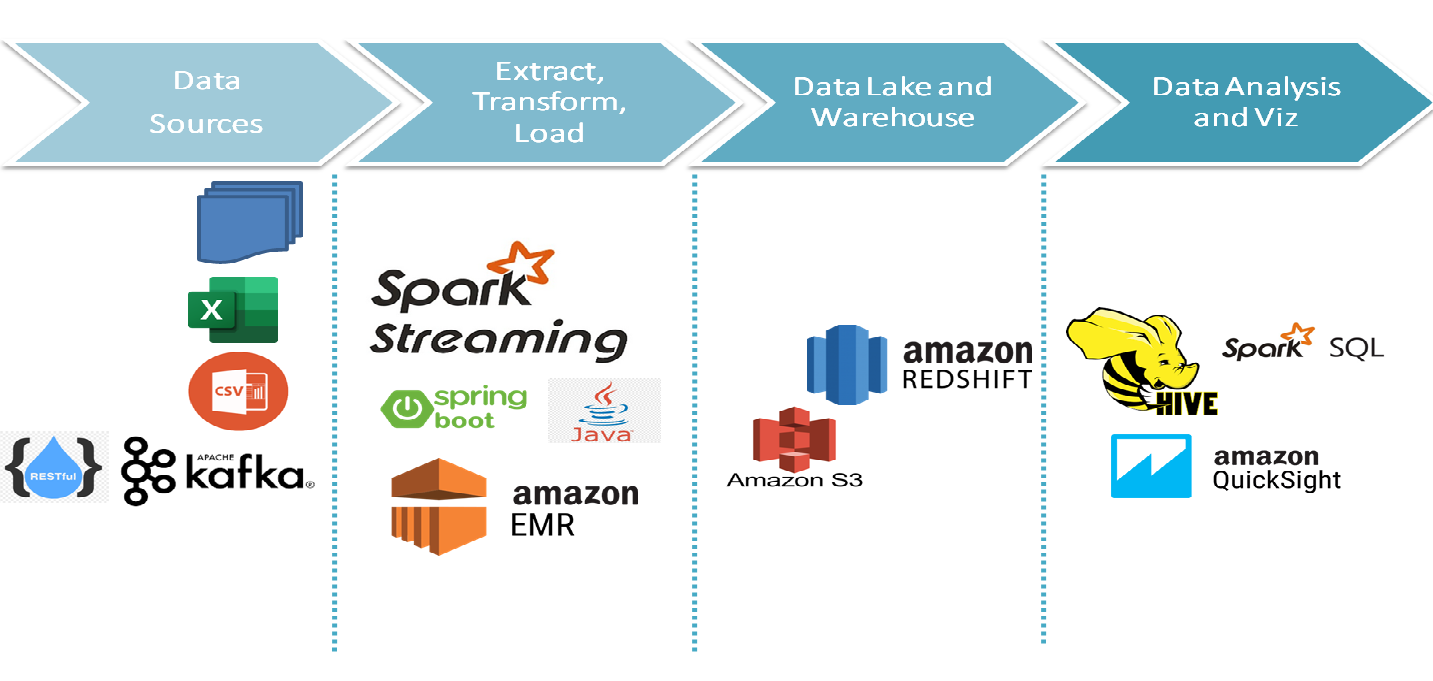 Data
Sources
Extract,
Transform,
Load
Data Lake and
Warehouse
Data Analysis
and Viz
X
CSV
{ RESTful }
APACHE
kafka®
Spark
Streaming
spring
boot
Java™
amazon
EMR
amazon
REDSHIFT
Amazon S3
HIVE
Spark SQL
amazon
QuickSight